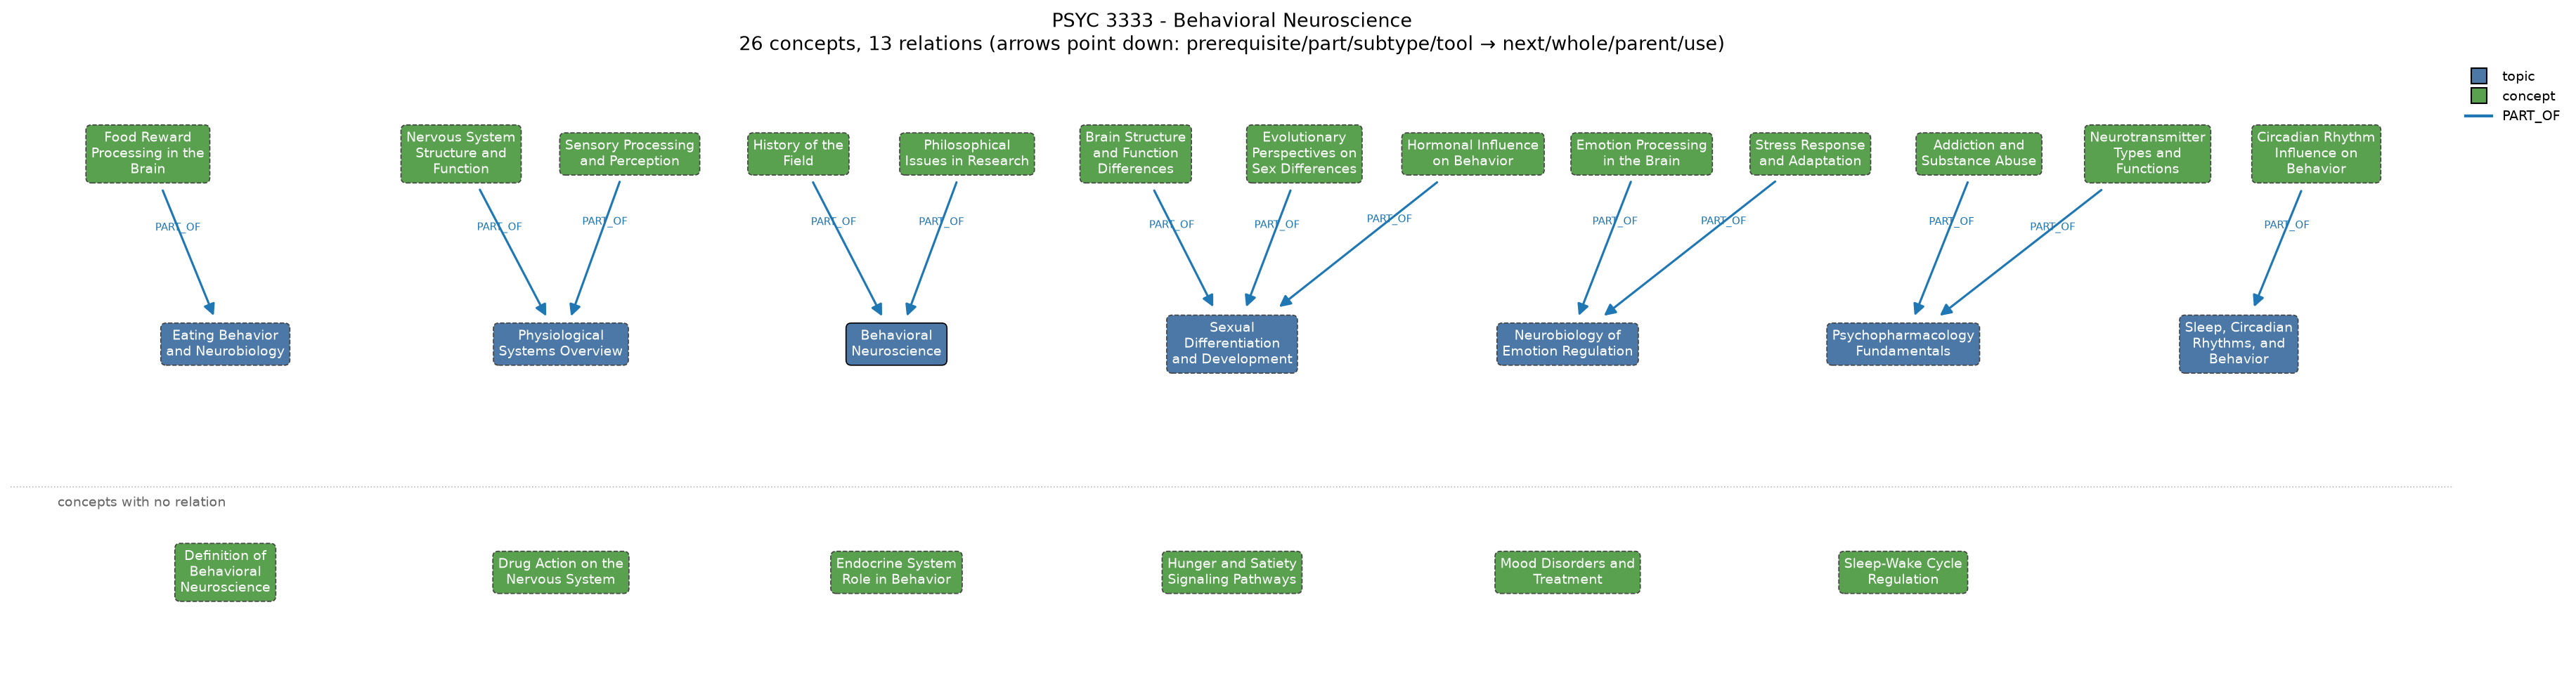 PSYC 3333 - Behavioral Neuroscience
26 concepts, 13 relations (arrows point down: prerequisite/part/subtype/tool → next/whole/parent/use)
topic
concept
PART_OF
Food Reward
Processing in the
Brain
Nervous System
Structure and
Function
Sensory Processing
and Perception
History of the
Field
Philosophical
Issues in Research
Brain Structure
and Function
Differences
Evolutionary
Perspectives on
Sex Differences
Hormonal Influence
on Behavior
Emotion Processing
in the Brain
Stress Response
and Adaptation
Addiction and
Substance Abuse
Neurotransmitter
Types and
Functions
Circadian Rhythm
Influence on
Behavior
PART_OF
PART_OF
PART_OF
PART_OF
PART_OF
PART_OF
PART_OF
PART_OF
PART_OF
PART_OF
PART_OF
PART_OF
PART_OF
Eating Behavior
and Neurobiology
Physiological
Systems Overview
Behavioral
Neuroscience
Sexual
Differentiation
and Development
Neurobiology of
Emotion Regulation
Psychopharmacology
Fundamentals
Sleep, Circadian
Rhythms, and
Behavior
concepts with no relation
Definition of
Behavioral
Neuroscience
Drug Action on the
Nervous System
Endocrine System
Role in Behavior
Hunger and Satiety
Signaling Pathways
Mood Disorders and
Treatment
Sleep-Wake Cycle
Regulation